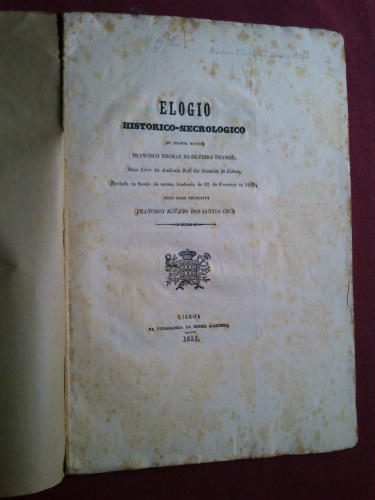 ELOGIO
HISTORICO-NECROLOGICO
DO SENHOR DOUTOR
FRANCISCO THOMAZ DA SILVEIRA FRANCO,
Socio Livre da Academia Real das Sciencias de Lisboa,
Recitado na Sessão da mesma Academia de 22 de Fevereiro de
PELO SOCIO EFFECTIVO
FRANCISCO IGNACIO DOS SANTOS CRUZ
LISBOA
NA TYPOGRAPHIA DA MESMA ACADEMIA
1851.